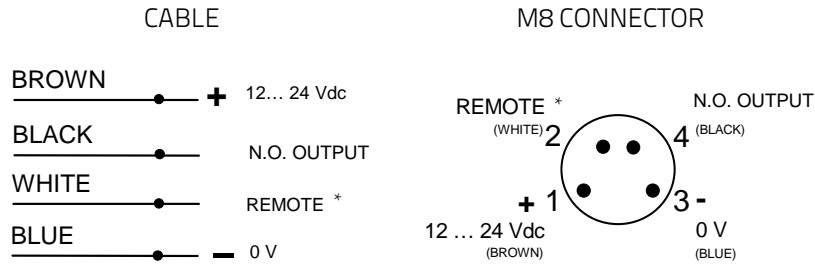 CABLE
BROWN
+ 12... 24 Vdc
BLACK
N.O. OUTPUT
WHITE
REMOTE *
BLUE
- 0 V
M8 CONNECTOR
REMOTE *
(WHITE) 2
N.O. OUTPUT
4 (BLACK)
+ 1
12 ... 24 Vdc
(BROWN)
3 -
0 V
(BLUE)